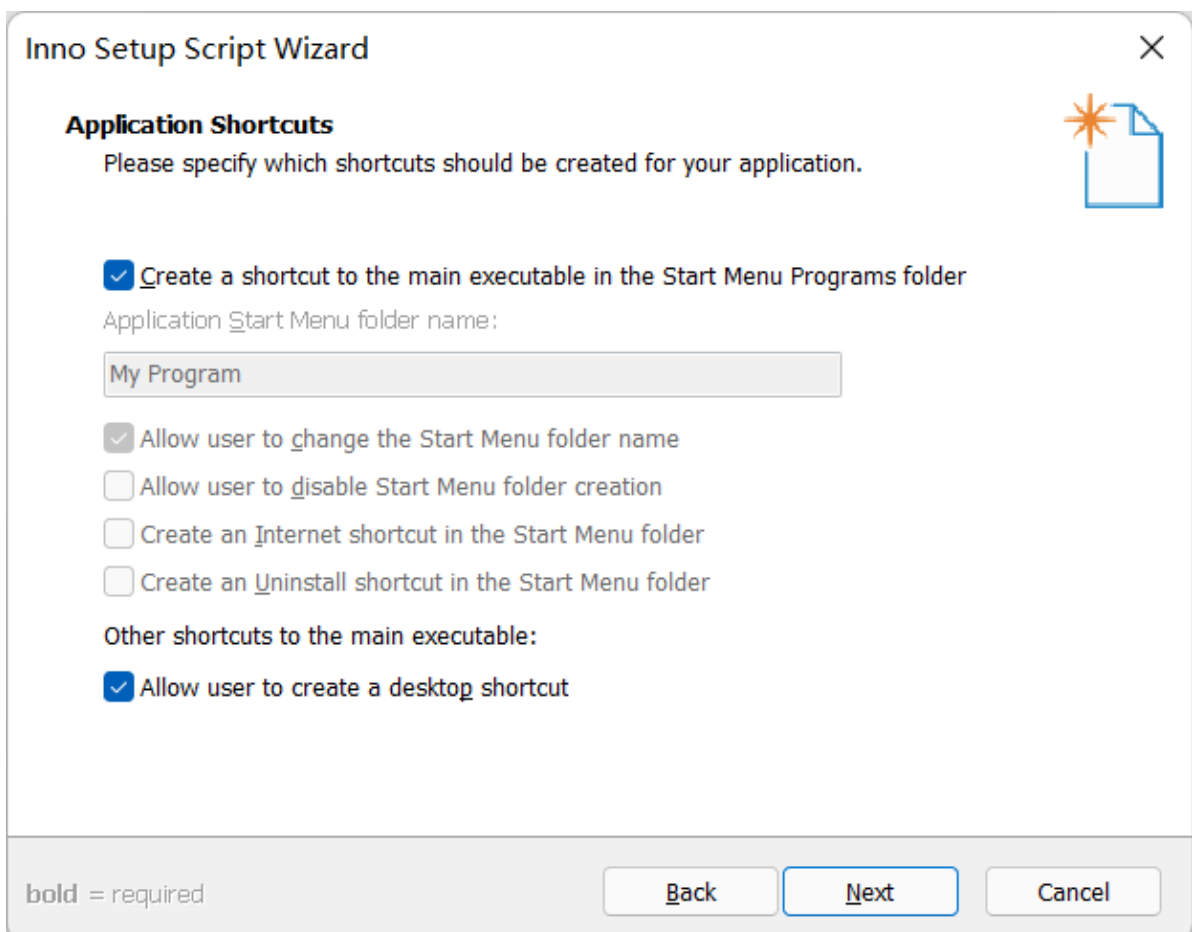 Inno Setup Script Wizard
Application Shortcuts
Please specify which shortcuts should be created for your application.
Create a shortcut to the main executable in the Start Menu Programs folder
Application Start Menu folder name:
My Program
Allow user to change the Start Menu folder name
Allow user to disable Start Menu folder creation
Create an Internet shortcut in the Start Menu folder
Create an Uninstall shortcut in the Start Menu folder
Other shortcuts to the main executable:
Allow user to create a desktop shortcut
bold = required
Back
Next
Cancel